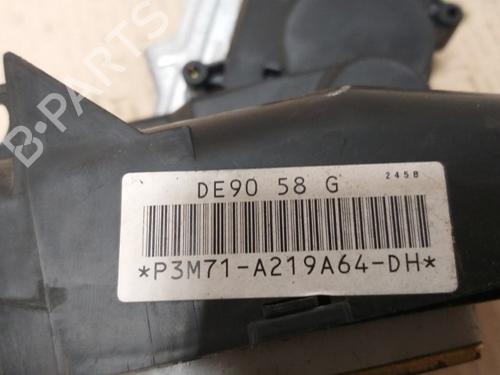 B-PARTS
DE90 58 G 2458
*P3M71-A219A64-DH*